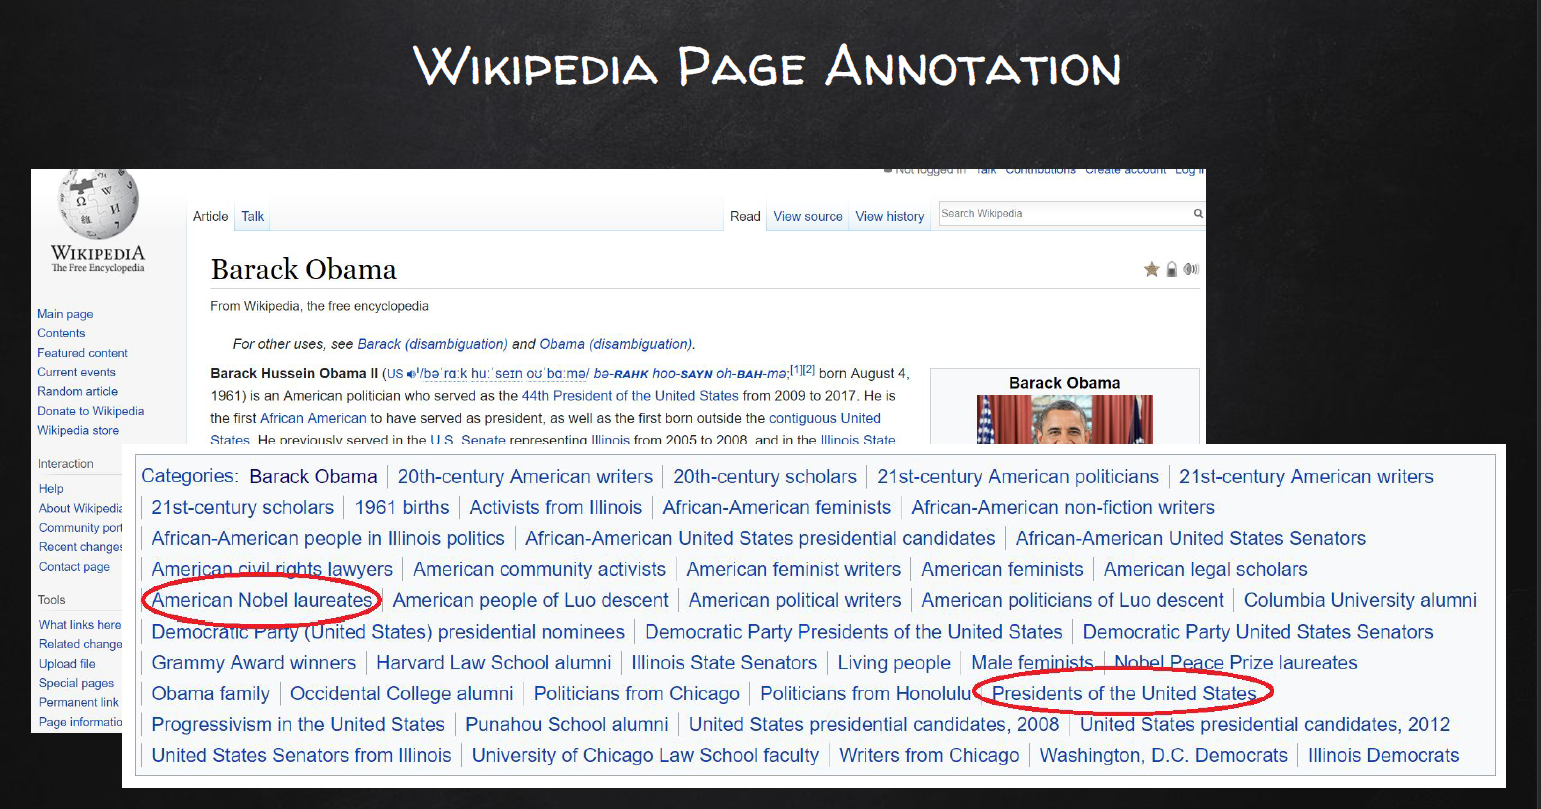 Wikipedia Page Annotation
Not logged in Talk Contributions Create account Log in
WIKIPEDIA
The Free Encyclopedia
Article Talk Read View source View history Search Wikipedia
Barack Obama
From Wikipedia, the free encyclopedia
For other uses, see Barack (disambiguation) and Obama (disambiguation).
Barack Hussein Obama II (US /bəˈrɑːk huːˈseɪn oʊˈbɑːmə/ bə-RAHK hoo-SAYN oh-BAH-mə;[1][2] born August 4,
1961) is an American politician who served as the 44th President of the United States from 2009 to 2017. He is
the first African American to have served as president, as well as the first born outside the contiguous United
States. He previously served in the U.S. Senate representing Illinois from 2005 to 2008, and in the Illinois State
Barack Obama
Main page
Contents
Featured content
Current events
Random article
Donate to Wikipedia
Wikipedia store
Interaction
Help
About Wikipedia
Community port
Recent changes
Contact page
Tools
What links here
Related change
Upload file
Special pages
Permanent link
Page informatio
Categories: Barack Obama | 20th-century American writers | 20th-century scholars | 21st-century American politicians | 21st-century American writers
21st-century scholars | 1961 births | Activists from Illinois | African-American feminists | African-American non-fiction writers
African-American people in Illinois politics | African-American United States presidential candidates | African-American United States Senators
American civil rights lawyers | American community activists | American feminist writers | American feminists | American legal scholars
American Nobel laureates | American people of Luo descent | American political writers | American politicians of Luo descent | Columbia University alumni
Democratic Party (United States) presidential nominees | Democratic Party Presidents of the United States | Democratic Party United States Senators
Grammy Award winners | Harvard Law School alumni | Illinois State Senators | Living people | Male feminists | Nobel Peace Prize laureates
Obama family | Occidental College alumni | Politicians from Chicago | Politicians from Honolulu | Presidents of the United States
Progressivism in the United States | Punahou School alumni | United States presidential candidates, 2008 | United States presidential candidates, 2012
United States Senators from Illinois | University of Chicago Law School faculty | Writers from Chicago | Washington, D.C. Democrats | Illinois Democrats